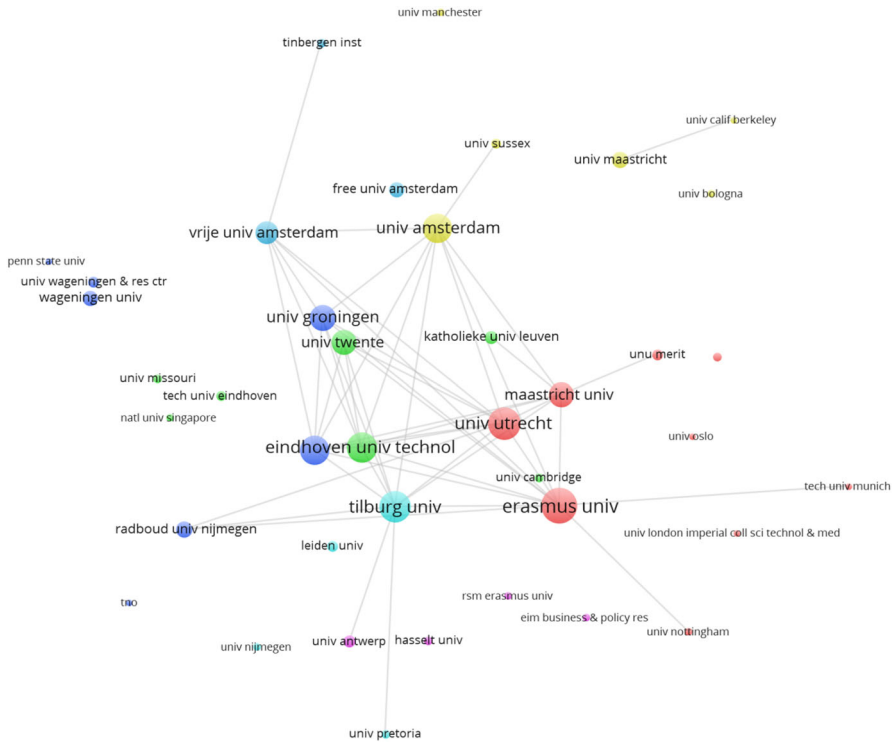 univ manchester
tinbergen inst
univ calif berkeley
univ sussex
univ maastricht
free univ amsterdam
univ bologna
vrije univ amsterdam
univ amsterdam
penn state univ
univ wageningen & res ctr
wageningen univ
univ groningen
univ twente
katholieke univ leuven
unu merit
univ missouri
tech univ eindhoven
maastricht univ
natl univ singapore
univ utrecht
univ oslo
eindhoven univ technol
univ cambridge
tech univ munich
tilburg univ
erasmus univ
radboud univ nijmegen
univ london imperial coll sci technol & med
leiden univ
rsm erasmus univ
tno
eim business & policy res
univ nottingham
univ antwerp
hasselt univ
univ nijmegen
univ pretoria